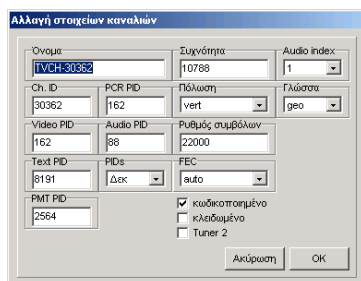 Αλλαγή στοιχείων καναλιών
Όνομα Συχνότητα Audio index
TVCH-30362 10788 1
Ch. ID PCR PID Πόλωση Γλώσσα
30362 162 vert geo
Video PID Audio PID Ρυθμός συμβόλων
162 88 22000
Text PID PIDs FEC
8191 Δεκ auto
PMT PID
2564
κωδικοποιημένο
κλειδωμένο
Tuner 2
Ακύρωση OK